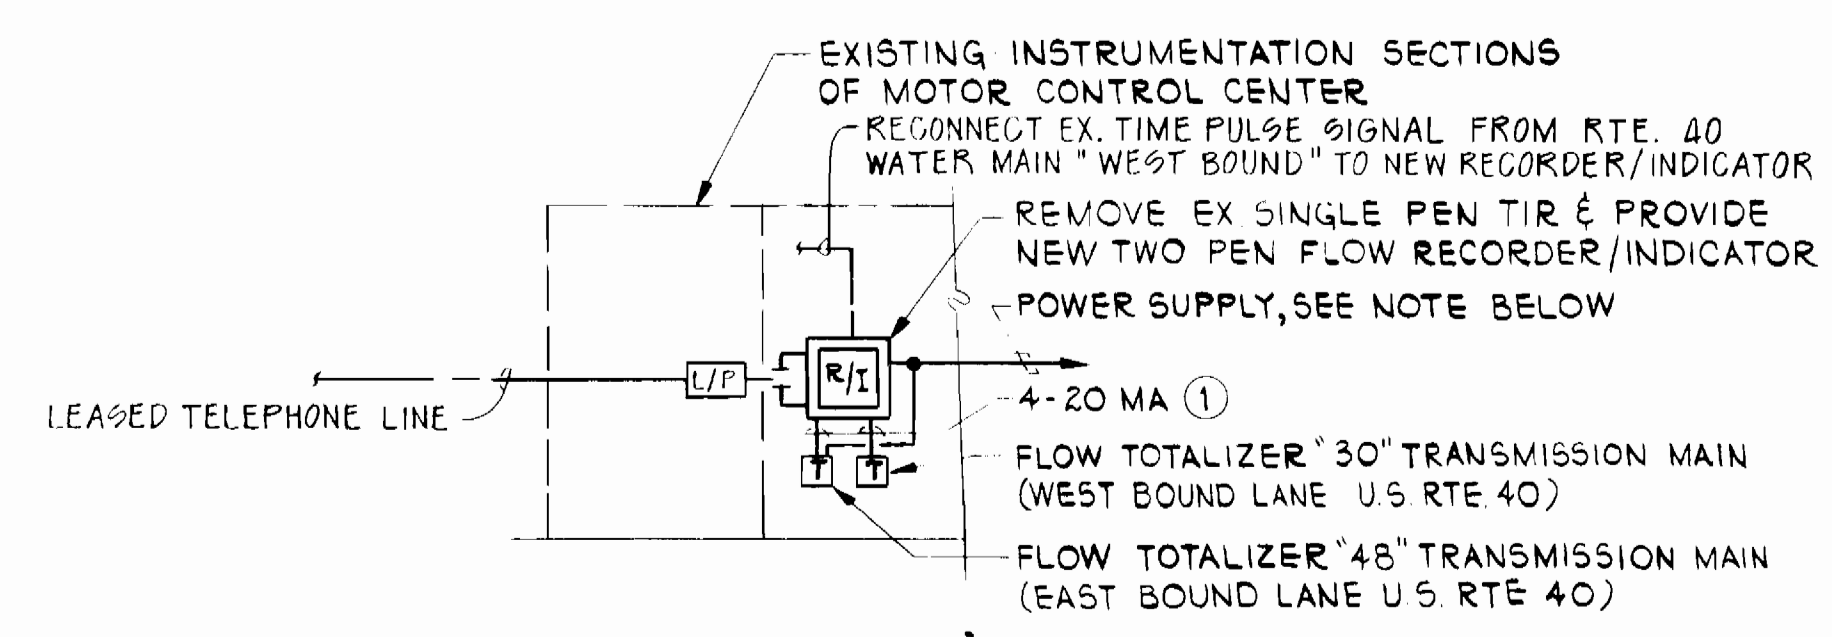 EXISTING INSTRUMENTATION SECTIONS
OF MOTOR CONTROL CENTER
RECONNECT EX. TIME PULSE SIGNAL FROM RTE. 40
WATER MAIN "WEST BOUND" TO NEW RECORDER/INDICATOR
REMOVE EX. SINGLE PEN TIR & PROVIDE
NEW TWO PEN FLOW RECORDER/INDICATOR
POWER SUPPLY, SEE NOTE BELOW
L/P
R/I
4-20 MA 1
LEASED TELEPHONE LINE
T
T
FLOW TOTALIZER "30" TRANSMISSION MAIN
(WEST BOUND LANE U.S. RTE. 40)
FLOW TOTALIZER "48" TRANSMISSION MAIN
(EAST BOUND LANE U.S. RTE 40)